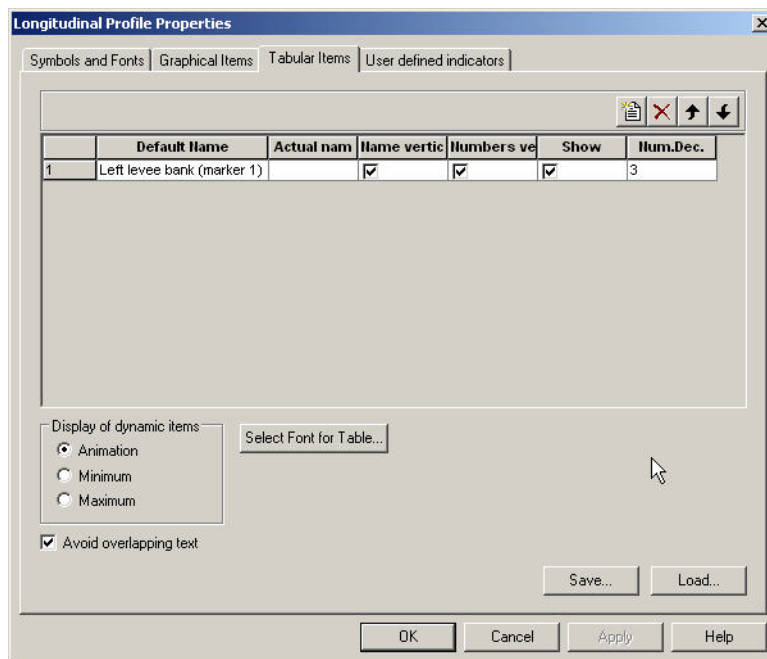 Longitudinal Profile Properties
Symbols and Fonts Graphical Items Tabular Items User defined indicators
Default Name Actual nam Name vertic Numbers ve Show Num.Dec.
1 Left levee bank (marker 1) 3
Display of dynamic items
Select Font for Table...
Animation
Minimum
Maximum
Avoid overlapping text
Save... Load...
OK Cancel Apply Help